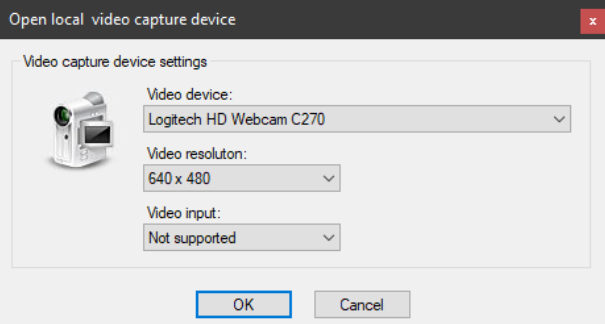 Open local  video capture device
x
Video capture device settings
Video device:
Logitech HD Webcam C270
Video resoluton:
640 x 480
Video input:
Not supported
OK
Cancel